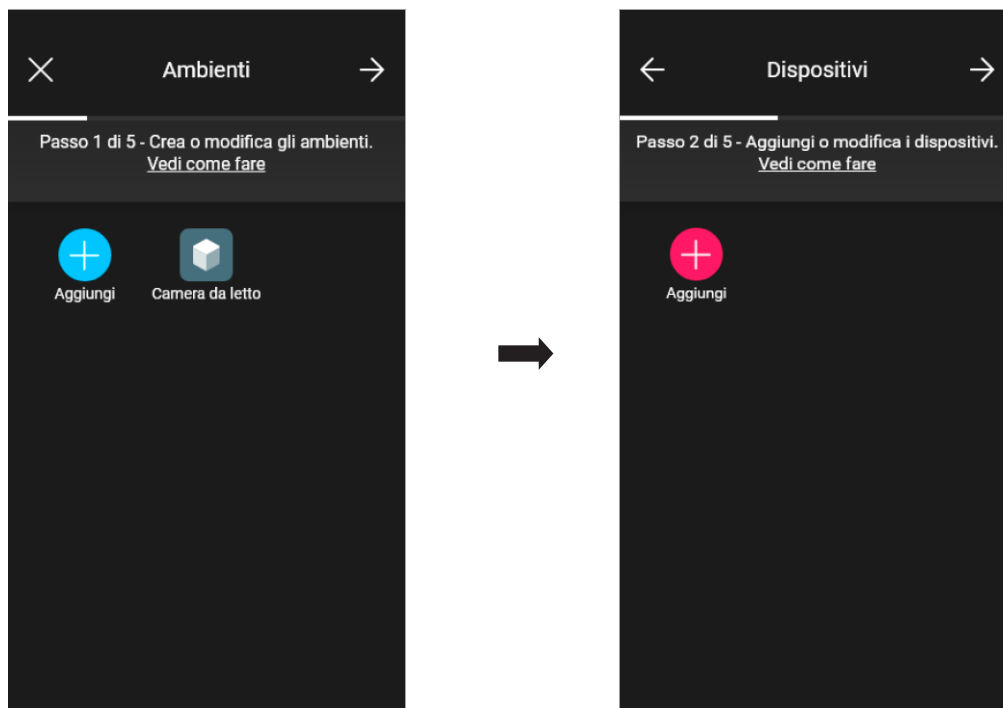 Ambienti
Passo 1 di 5 - Crea o modifica gli ambienti.
Vedi come fare
Aggiungi
Camera da letto
Dispositivi
Passo 2 di 5 - Aggiungi o modifica i dispositivi.
Vedi come fare
Aggiungi